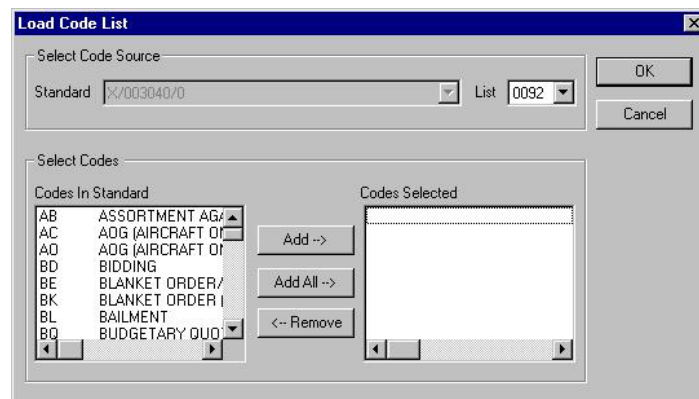 Load Code List
Select Code Source
Standard X/003040/0 List 0092
OK
Cancel
Select Codes
Codes In Standard
Codes Selected
AB ASSORTMENT AGA
AC AOG (AIRCRAFT ON
AO AOG (AIRCRAFT ON
BD BIDDING
BE BLANKET ORDER/
BK BLANKET ORDER (
BL BAILMENT
BQ BUDGETARY QUO
Add -->
Add All -->
<-- Remove